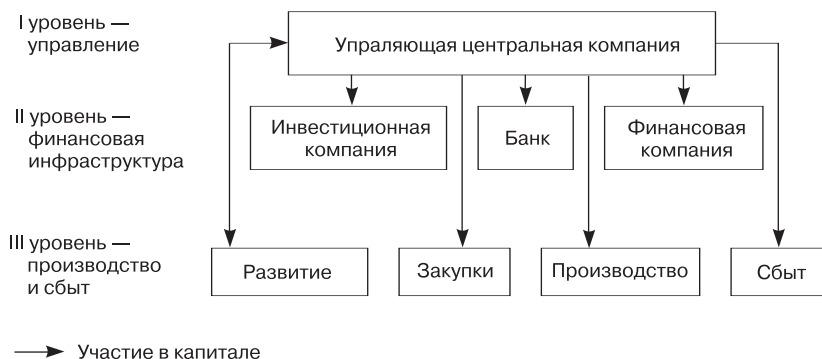 I уровень —
управление
Упраляющая центральная компания
II уровень —
финансовая
инфраструктура
Инвестиционная
компания
Банк
Финансовая
компания
III уровень —
производство
и сбыт
Развитие
Закупки
Производство
Сбыт
Участие в капитале